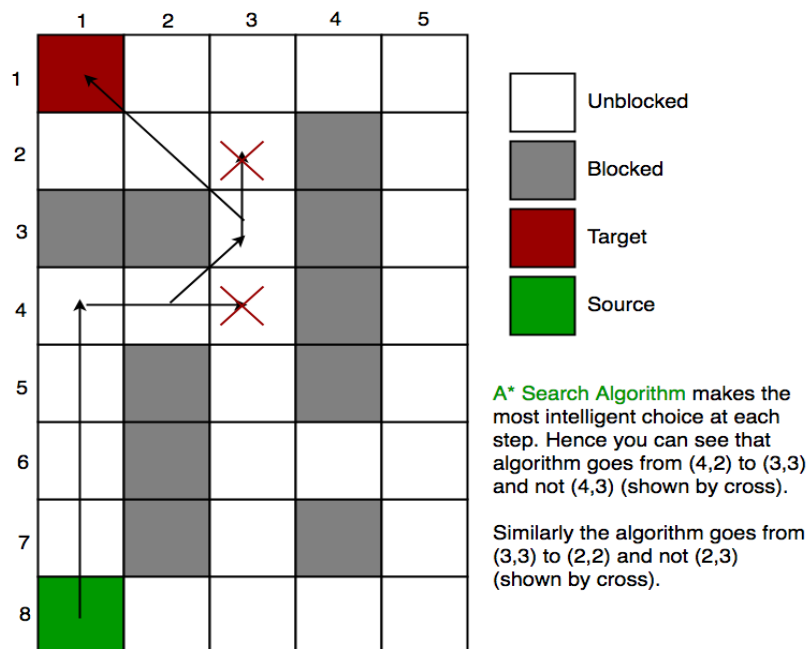 1 2 3 4 5
1
2
3
4
5
6
7
8
Unblocked
Blocked
Target
Source
A* Search Algorithm makes the
most intelligent choice at each
step. Hence you can see that
algorithm goes from (4,2) to (3,3)
and not (4,3) (shown by cross).
Similarly the algorithm goes from
(3,3) to (2,2) and not (2,3)
(shown by cross).